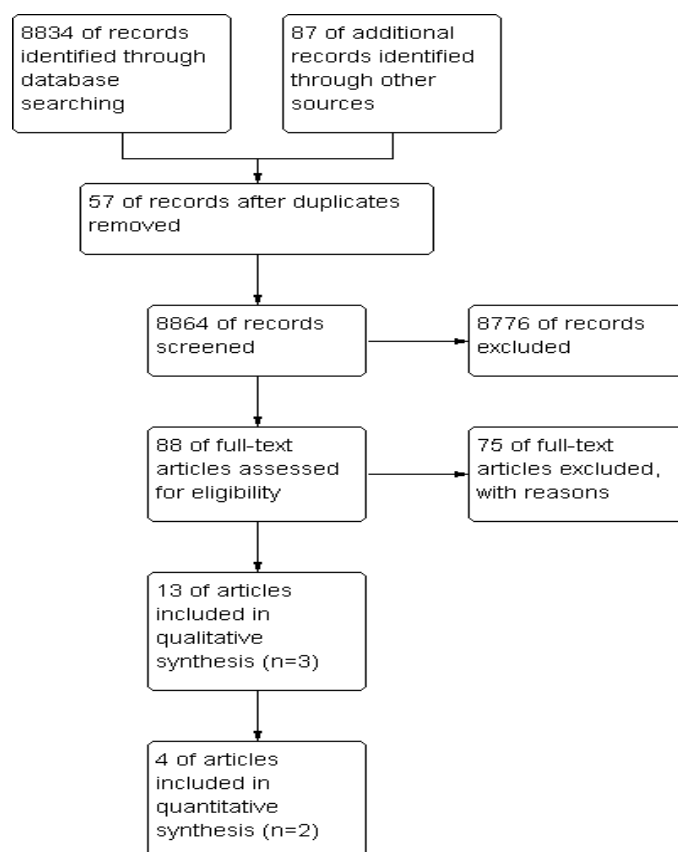 8834 of records
identified through
database
searching
87 of additional
records identified
through other
sources
57 of records after duplicates
removed
8864 of records
screened
8776 of records
excluded
88 of full-text
articles assessed
for eligibility
75 of full-text
articles excluded,
with reasons
13 of articles
included in
qualitative
synthesis (n=3)
4 of articles
included in
quantitative
synthesis (n=2)